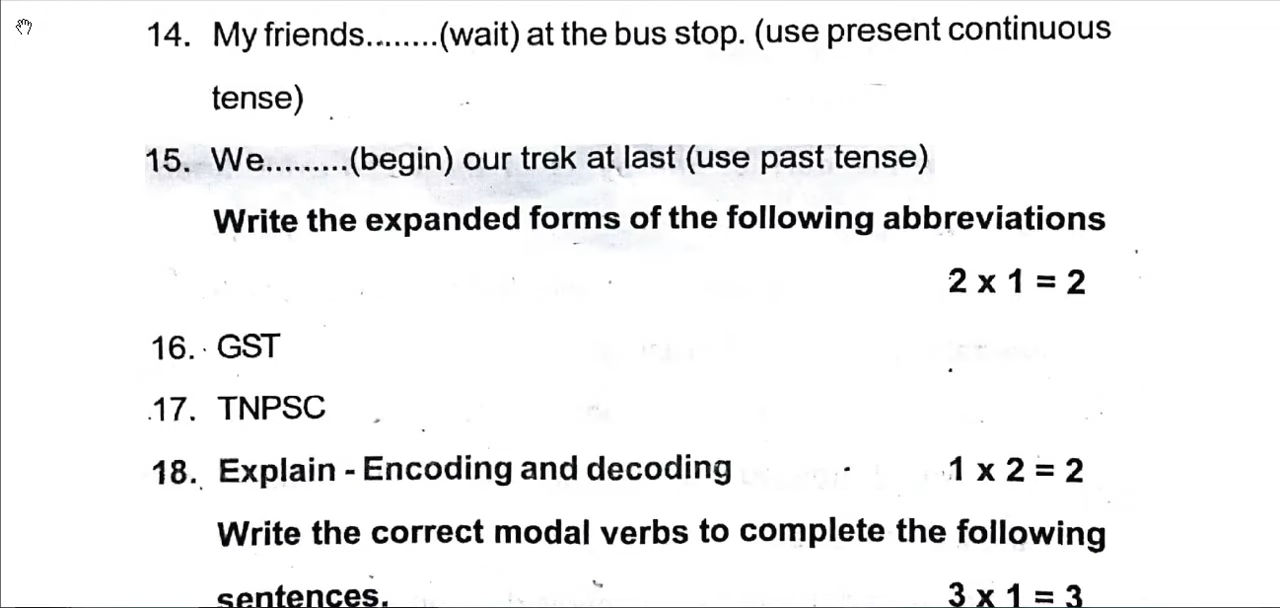 14. My friends........(wait) at the bus stop. (use present continuous
tense)
15. We.........(begin) our trek at last (use past tense)
Write the expanded forms of the following abbreviations
2 x 1 = 2
16. GST
17. TNPSC
18. Explain - Encoding and decoding 1 x 2 = 2
Write the correct modal verbs to complete the following
sentences. 3 x 1 = 3